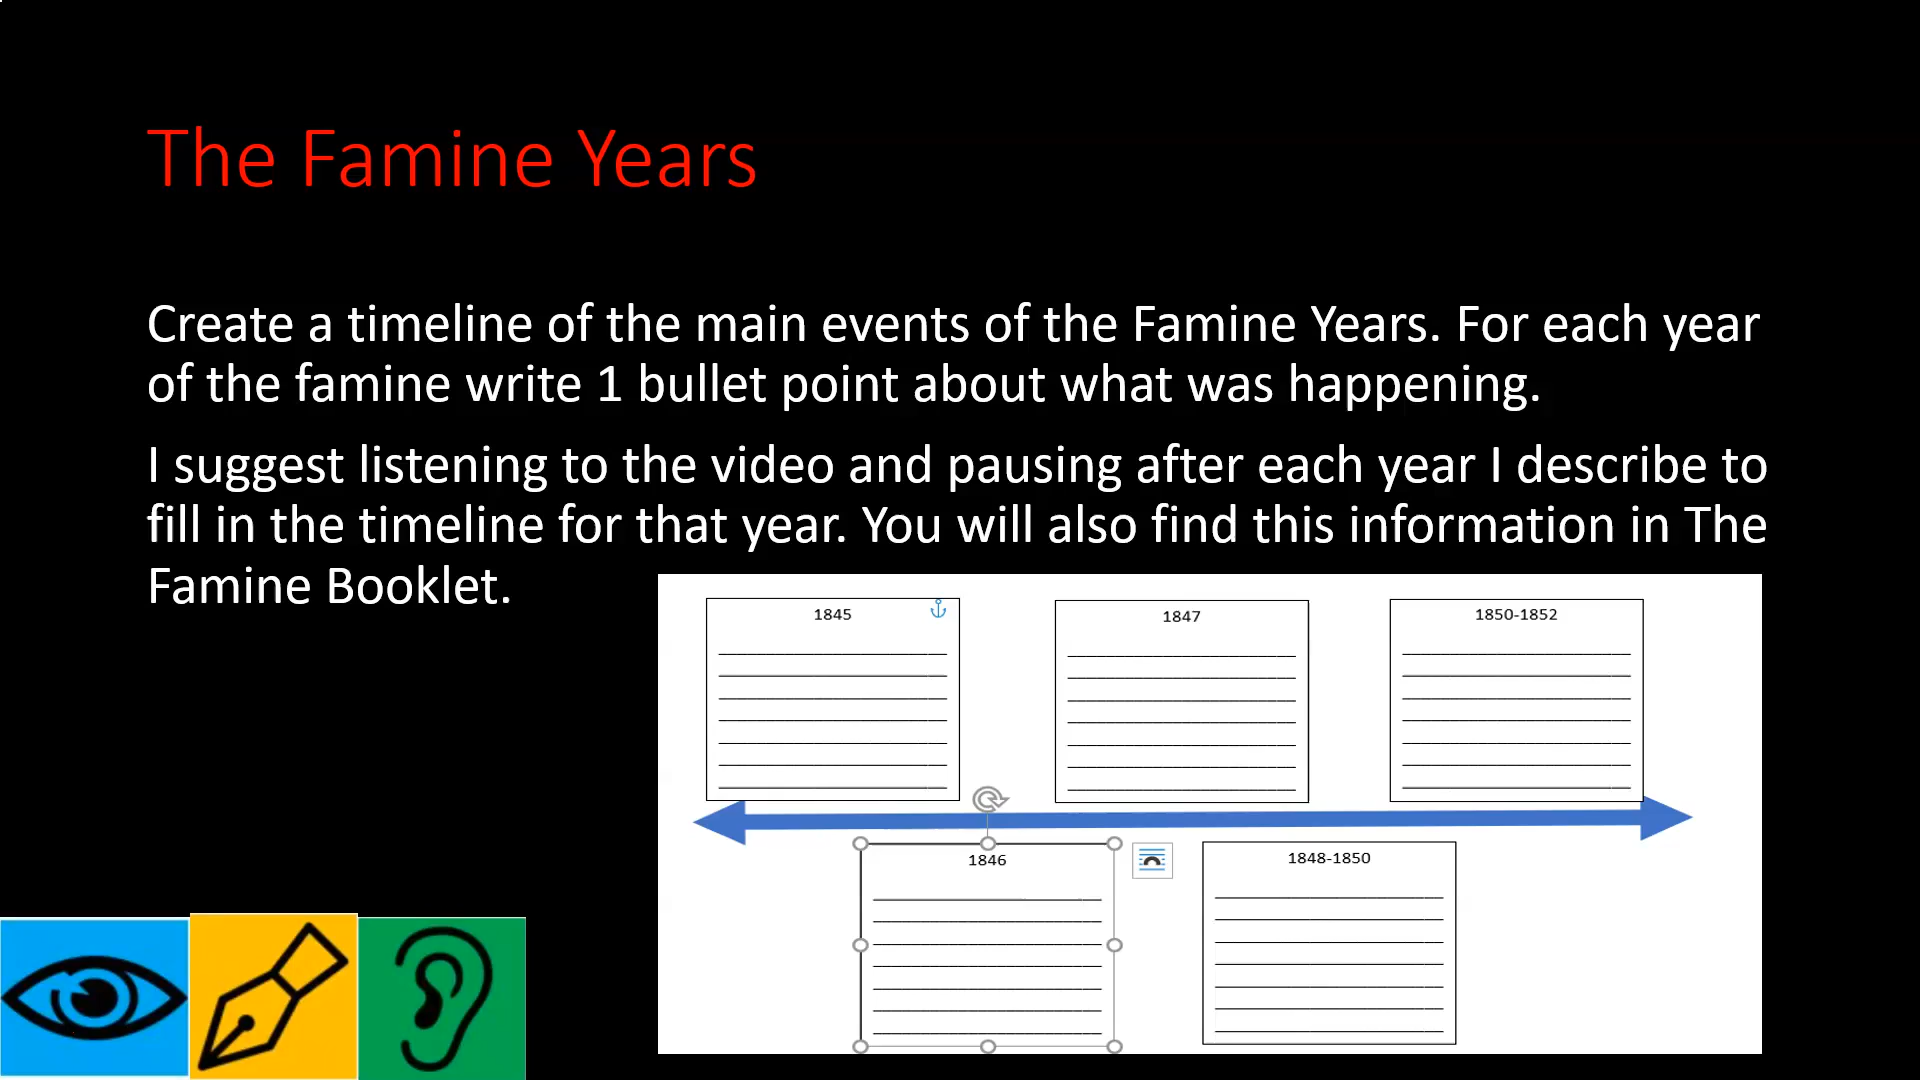 The Famine Years
Create a timeline of the main events of the Famine Years. For each year
of the famine write 1 bullet point about what was happening.
I suggest listening to the video and pausing after each year I describe to
fill in the timeline for that year. You will also find this information in The
Famine Booklet.
1845
1847
1850-1852
1846
1848-1850